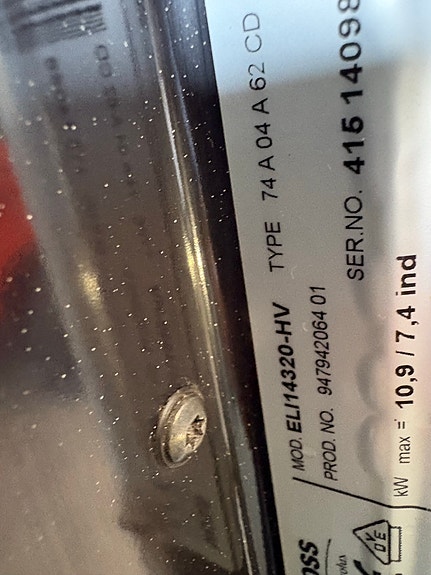 MOD. ELI14320-HV TYPE 74 A 04 A 62 CD
PROD. NO. 947942064 01
SER.NO. 415 14098
kW max = 10,9 / 7,4 ind
oss
D V E